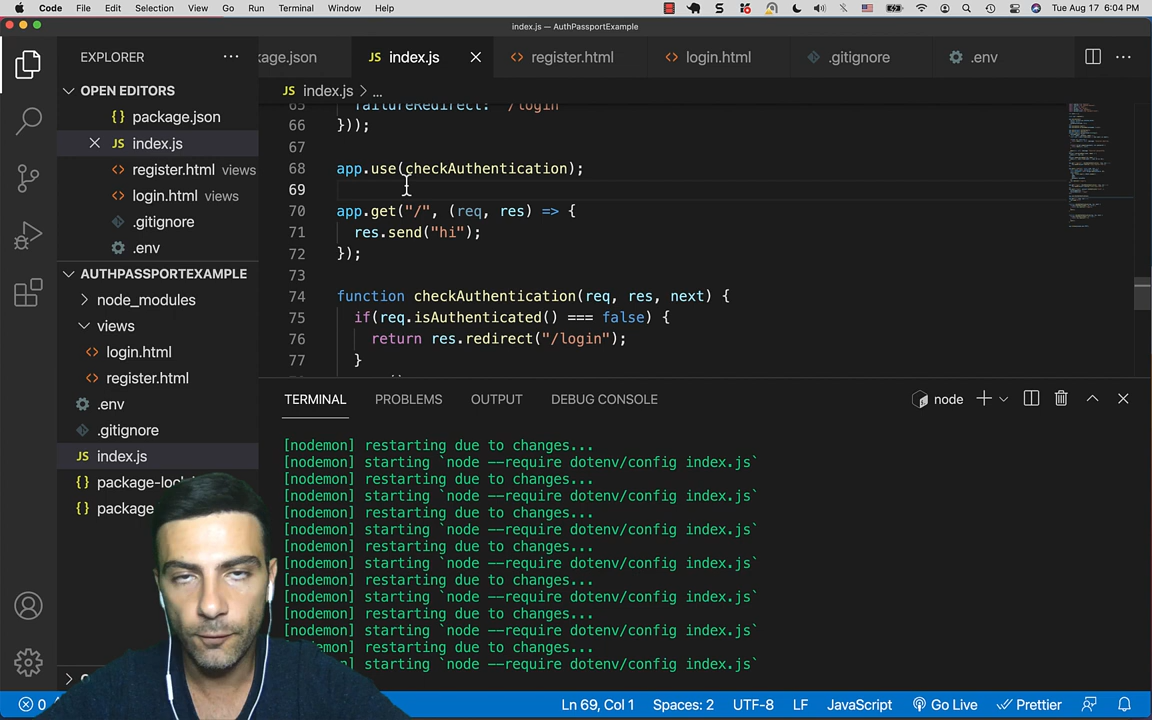 Code File Edit Selection View Go Run Terminal Window Help Tue Aug 17 6:04 PM
index.js — AuthPassportExample
EXPLORER
kage.json index.js register.html login.html .gitignore .env
index.js > ...
OPEN EDITORS
package.json
index.js
register.html views
login.html views
.gitignore
.env
AUTHPASSPORTEXAMPLE
node_modules
views
login.html
register.html
.env
.gitignore
index.js
package-lock
package
65 failureRedirect: "/login"
66 }));
67
68 app.use(checkAuthentication);
69
70 app.get("/", (req, res) => {
71 res.send("hi");
72 });
73
74 function checkAuthentication(req, res, next) {
75 if(req.isAuthenticated() === false) {
76 return res.redirect("/login");
77 }
TERMINAL PROBLEMS OUTPUT DEBUG CONSOLE node
[nodemon] restarting due to changes...
[nodemon] starting `node --require dotenv/config index.js`
[nodemon] restarting due to changes...
[nodemon] starting `node --require dotenv/config index.js`
[nodemon] restarting due to changes...
[nodemon] starting `node --require dotenv/config index.js`
[nodemon] restarting due to changes...
[nodemon] starting `node --require dotenv/config index.js`
[nodemon] restarting due to changes...
[nodemon] starting `node --require dotenv/config index.js`
[nodemon] restarting due to changes...
[nodemon] starting `node --require dotenv/config index.js`
[nodemon] restarting due to changes...
[nodemon] starting `node --require dotenv/config index.js`
0 Ln 69, Col 1 Spaces: 2 UTF-8 LF JavaScript Go Live Prettier